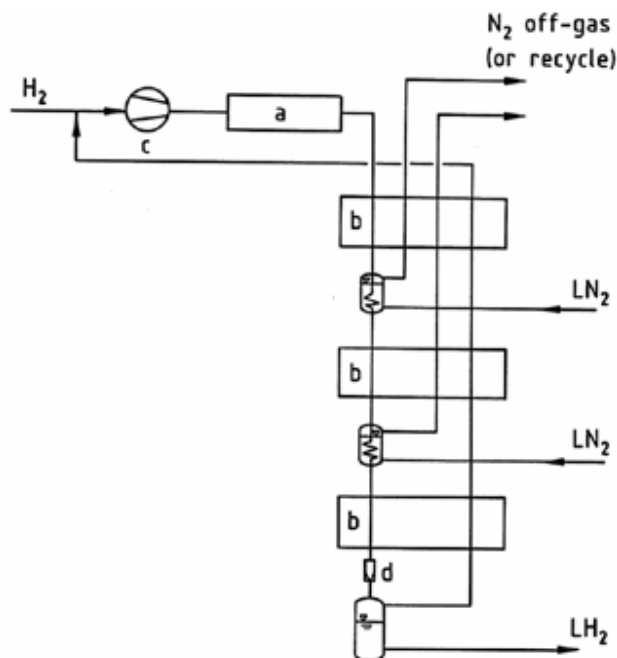 N₂ off-gas
(or recycle)
H₂
a
c
b
LN₂
b
LN₂
b
d
LH₂